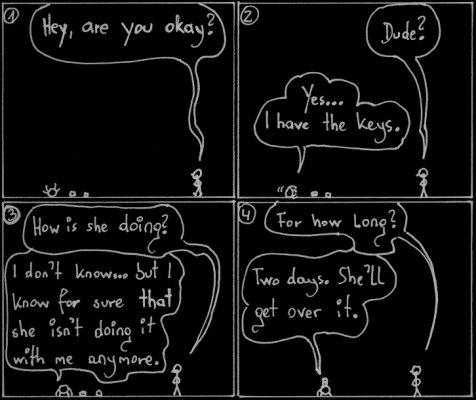 1
Hey, are you okay?
2
Dude?
Yes...
I have the keys.
3
How is she doing?
I don't know... but I
know for sure that
she isn't doing it
with me anymore.
4
For how long?
Two days. She'll
get over it.